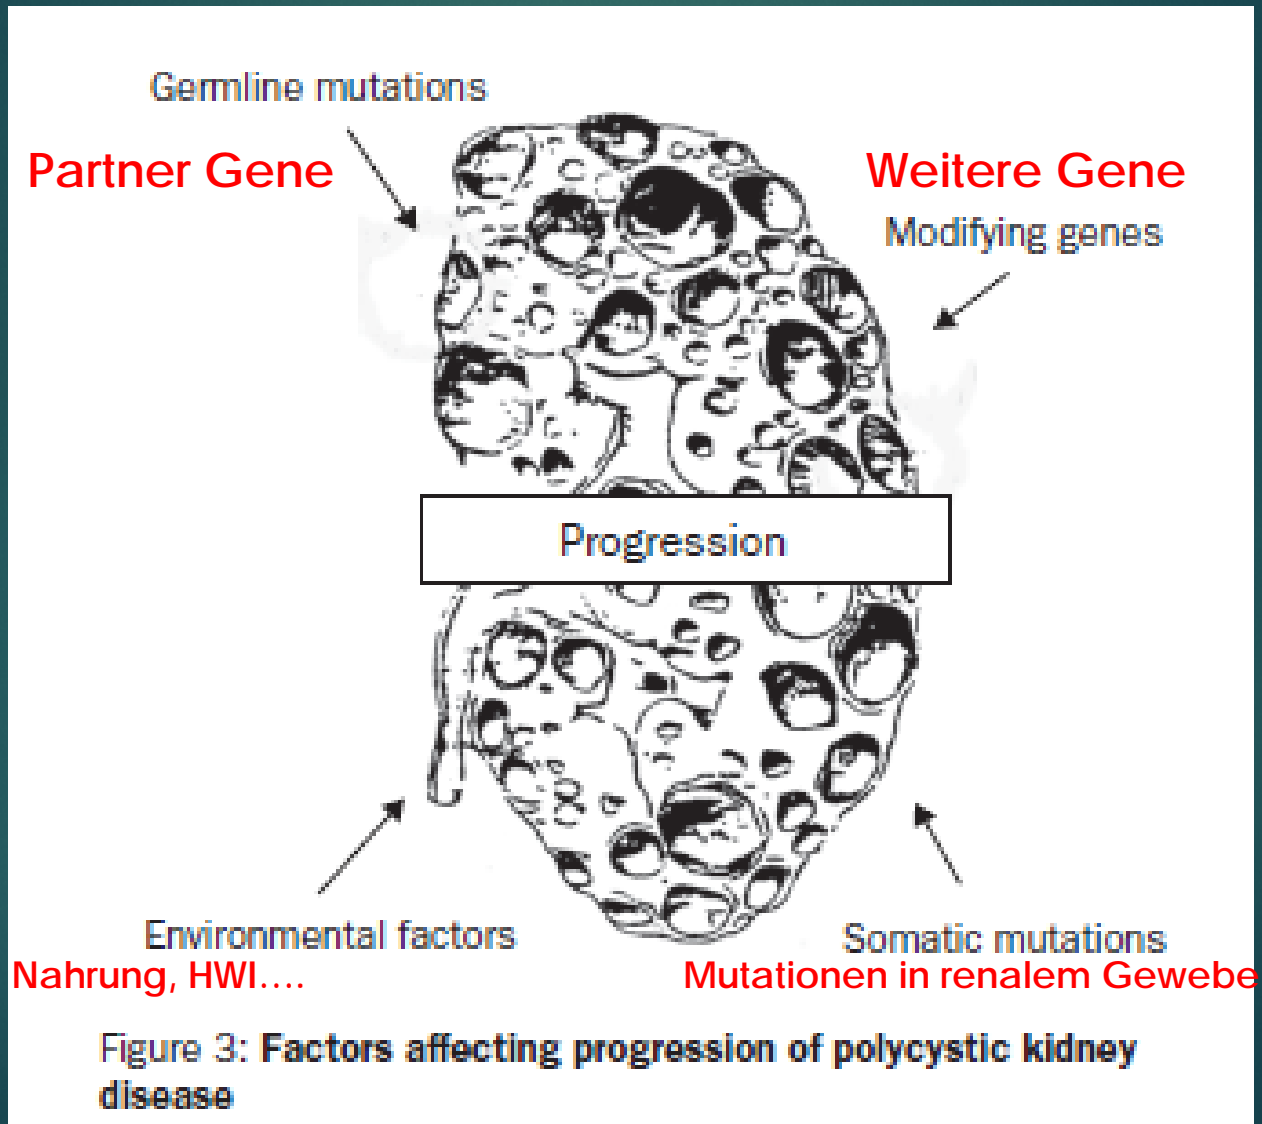 Germline mutations
Partner Gene
Weitere Gene
Modifying genes
Progression
Environmental factors
Nahrung, HWI....
Somatic mutations
Mutationen in renalem Gewebe
Figure 3: Factors affecting progression of polycystic kidney
disease